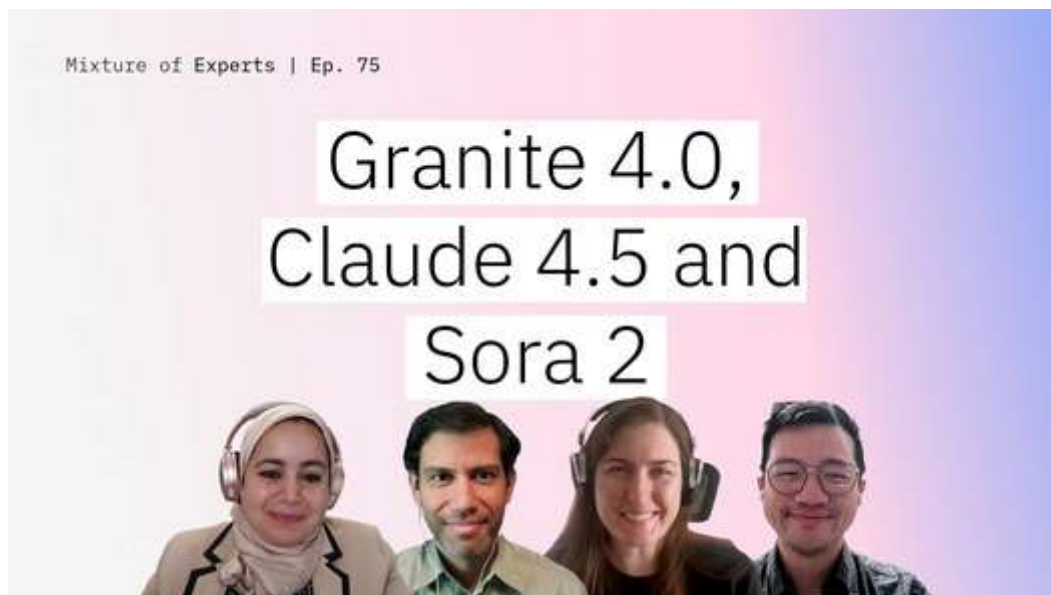 Mixture of Experts | Ep. 75
Granite 4.0,
Claude 4.5 and
Sora 2